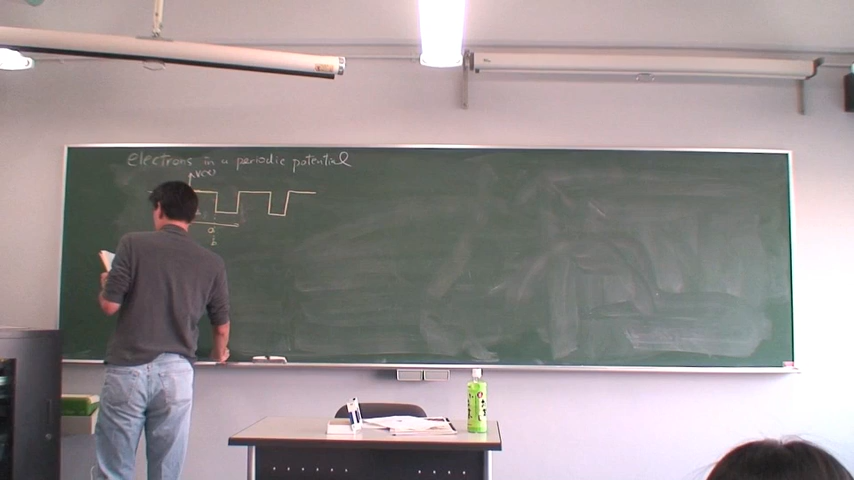 electrons in a periodic potential
V(x)
a
b